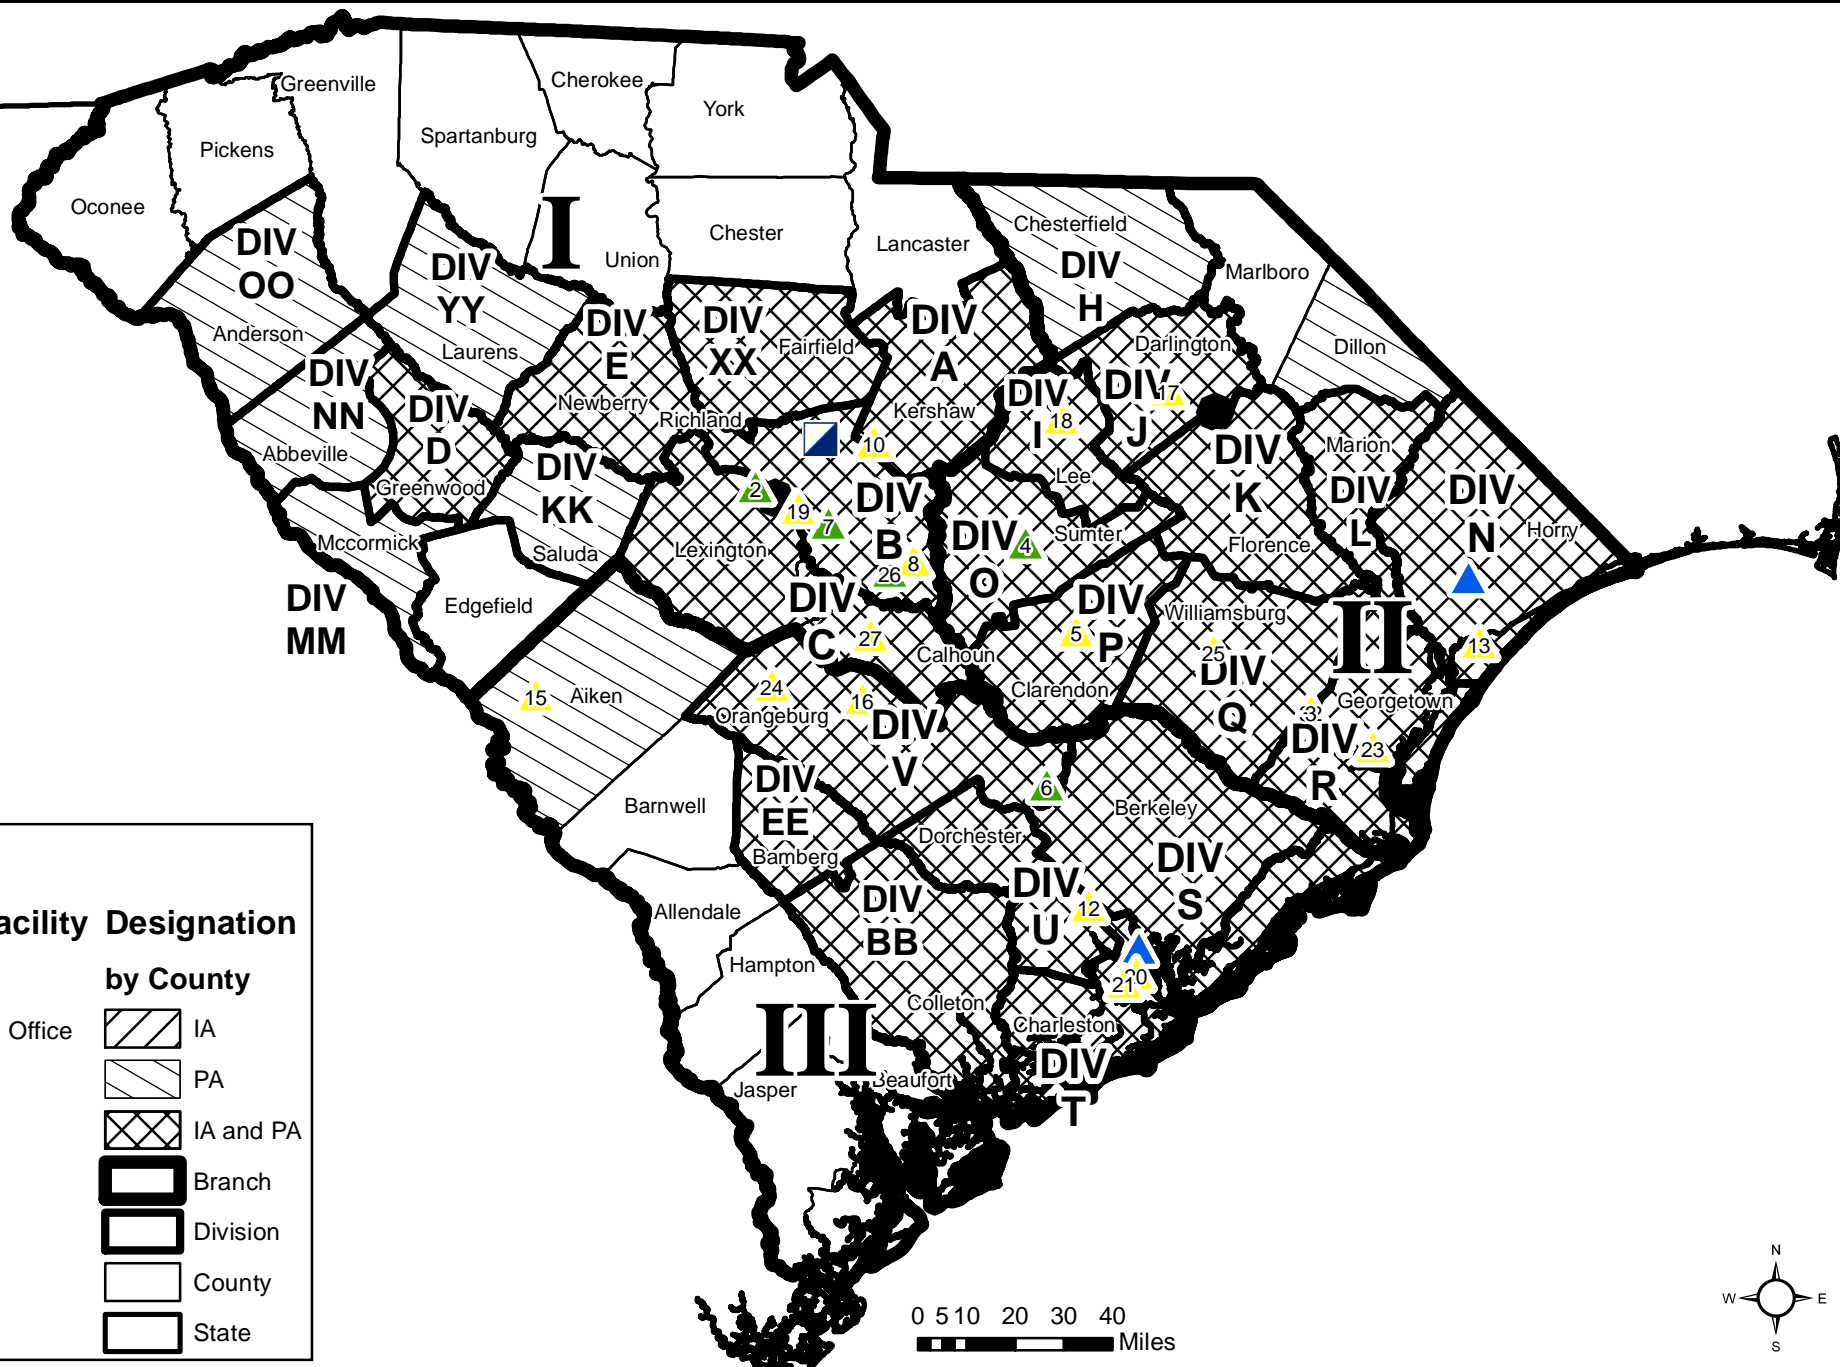 Greenville
Cherokee
York
Spartanburg
Pickens
Oconee
I
Union
Chester
Lancaster
Chesterfield
DIV
H
Marlboro
DIV
OO
Anderson
DIV
YY
Laurens
DIV
E
Newberry
DIV
XX
Fairfield
DIV
A
Kershaw
Darlington
DIV
J
17
Dillon
DIV
NN
Abbeville
DIV
D
Greenwood
Richland
10
DIV
I
18
Lee
DIV
K
Florence
Marion
DIV
L
DIV
N
Horry
DIV
KK
Saluda
2
19
7
Lexington
DIV
B
8
26
DIV
O
4
Sumter
Mccormick
DIV
MM
Edgefield
DIV
C
27
Calhoun
DIV
P
5
Clarendon
Williamsburg
25
DIV
Q
II
13
Georgetown
3
DIV
R
23
15
Aiken
24
Orangeburg
16
DIV
V
6
Berkeley
Barnwell
DIV
EE
Bamberg
Dorchester
DIV
S
DIV
U
12
DIV
BB
Colleton
Allendale
Hampton
20
21
Charleston
DIV
T
III
Jasper
Beaufort
acility Designation
by County
Office
IA
PA
IA and PA
Branch
Division
County
State
0 5 10 20 30 40
Miles
N
W E
S